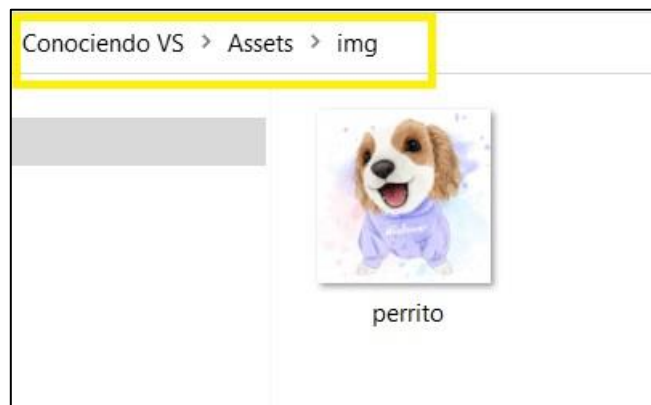 Conociendo VS > Assets > img
perrito